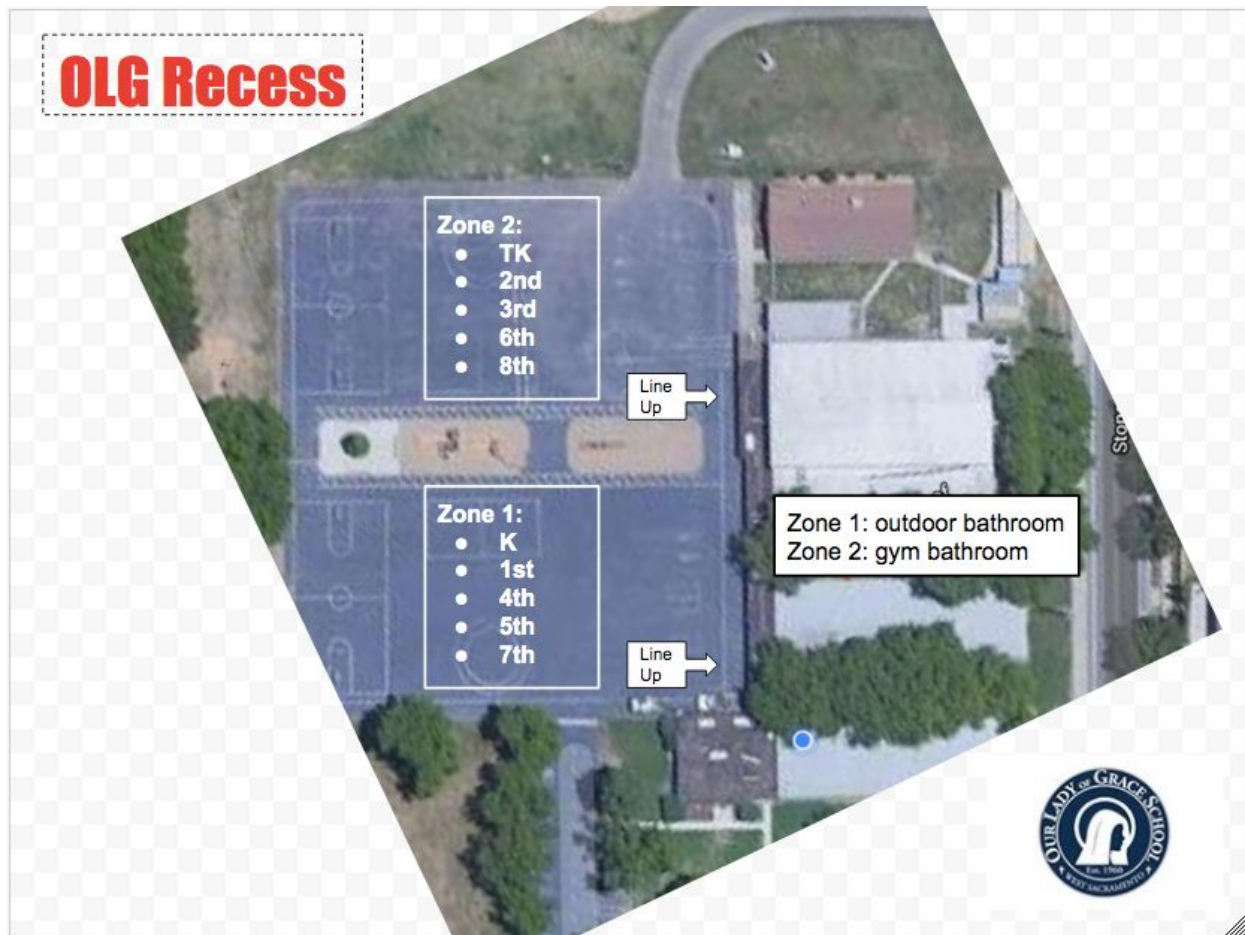 OLG Recess
Zone 2:
● TK
● 2nd
● 3rd
● 6th
● 8th
Line
Up
Zone 1: outdoor bathroom
Zone 2: gym bathroom
Zone 1:
● K
● 1st
● 4th
● 5th
● 7th
Line
Up
OUR LADY OF GRACE SCHOOL
Est. 1960
WEST SACRAMENTO